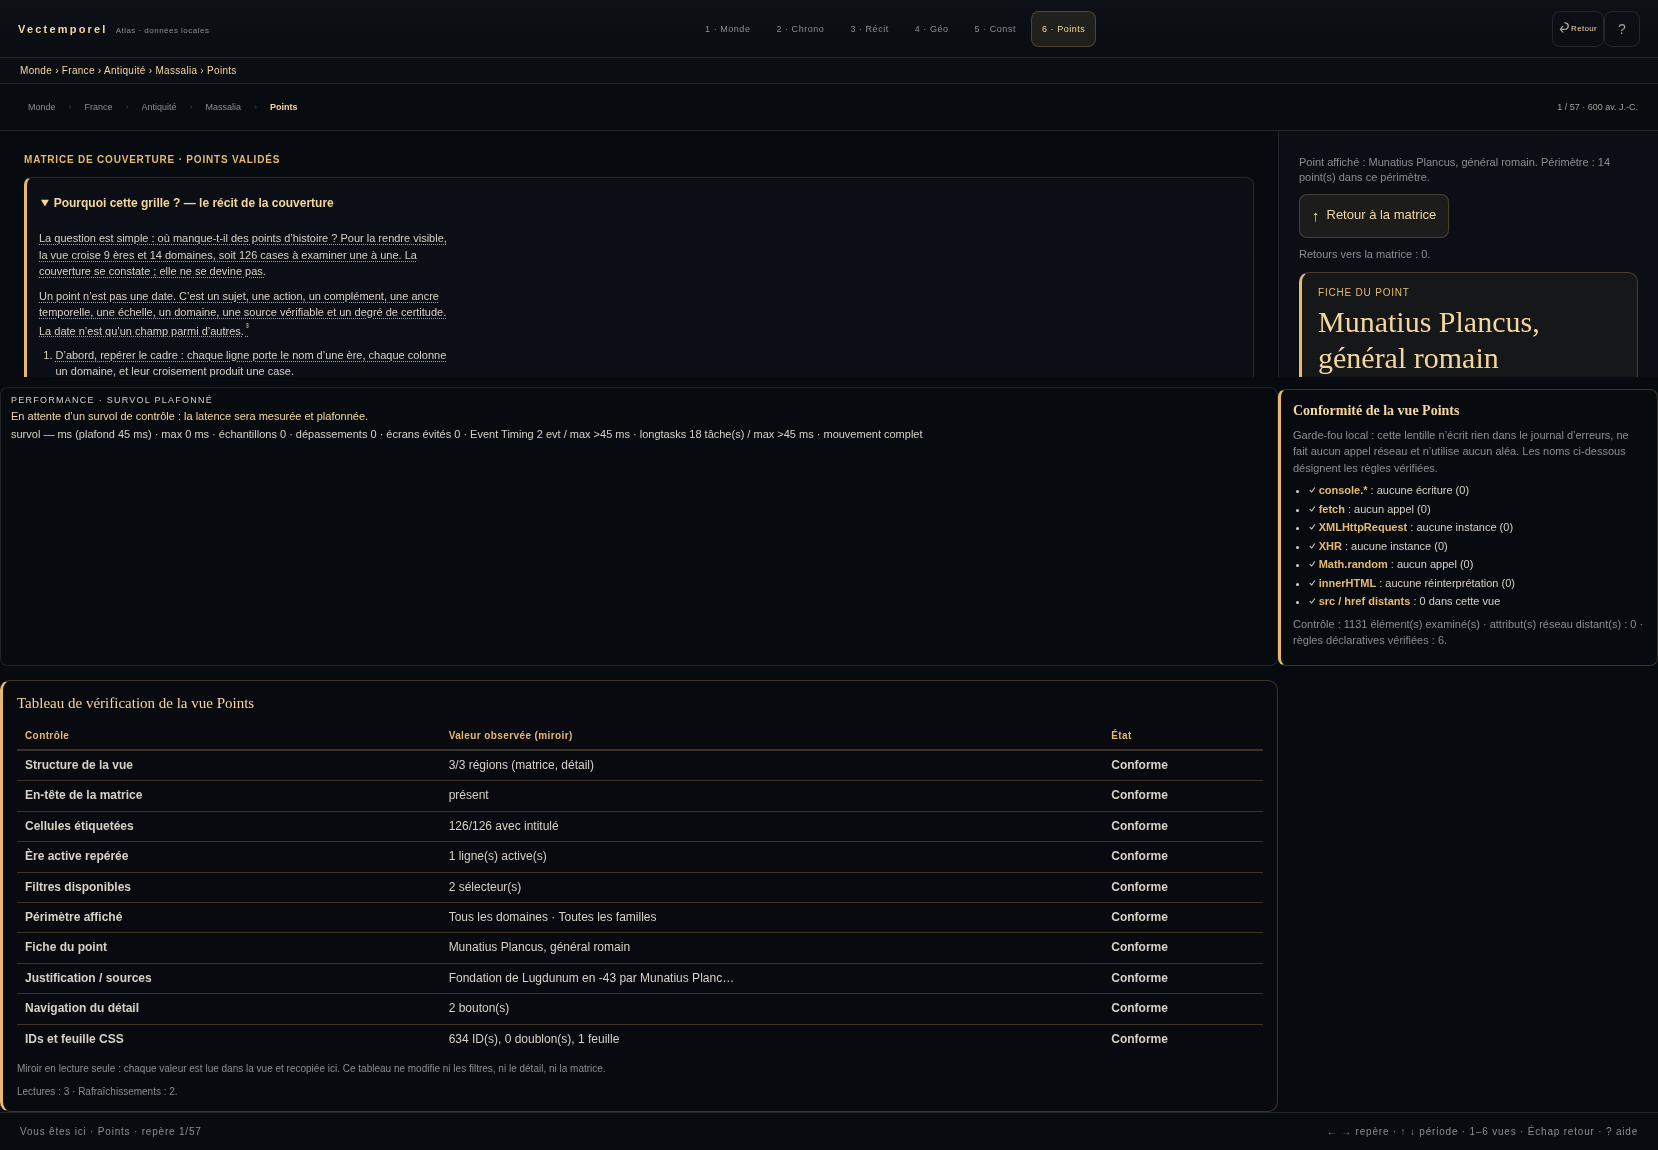 Vectemporel Atlas · données locales
1 · Monde 2 · Chrono 3 · Récit 4 · Géo 5 · Const 6 · Points
Retour ?
Monde › France › Antiquité › Massalia › Points
Monde › France › Antiquité › Massalia › Points
1 / 57 · 600 av. J.-C.
MATRICE DE COUVERTURE · POINTS VALIDÉS
▼ Pourquoi cette grille ? — le récit de la couverture
La question est simple : où manque-t-il des points d’histoire ? Pour la rendre visible,
la vue croise 9 ères et 14 domaines, soit 126 cases à examiner une à une. La
couverture se constate ; elle ne se devine pas.
Un point n’est pas une date. C’est un sujet, une action, un complément, une ancre
temporelle, une échelle, un domaine, une source vérifiable et un degré de certitude.
La date n’est qu’un champ parmi d’autres.
1. D’abord, repérer le cadre : chaque ligne porte le nom d’une ère, chaque colonne
un domaine, et leur croisement produit une case.
Point affiché : Munatius Plancus, général romain. Périmètre : 14
point(s) dans ce périmètre.
↑ Retour à la matrice
Retours vers la matrice : 0.
FICHE DU POINT
Munatius Plancus,
général romain
PERFORMANCE · SURVOL PLAFONNÉ
En attente d’un survol de contrôle : la latence sera mesurée et plafonnée.
survol — ms (plafond 45 ms) · max 0 ms · échantillons 0 · dépassements 0 · écrans évités 0 · Event Timing 2 evt / max >45 ms · longtasks 18 tâche(s) / max >45 ms · mouvement complet
Conformité de la vue Points
Garde-fou local : cette lentille n’écrit rien dans le journal d’erreurs, ne
fait aucun appel réseau et n’utilise aucun aléa. Les noms ci-dessous
désignent les règles vérifiées.
• ✓ console.* : aucune écriture (0)
• ✓ fetch : aucun appel (0)
• ✓ XMLHttpRequest : aucune instance (0)
• ✓ XHR : aucune instance (0)
• ✓ Math.random : aucun appel (0)
• ✓ innerHTML : aucune réinterprétation (0)
• ✓ src / href distants : 0 dans cette vue
Contrôle : 1131 élément(s) examiné(s) · attribut(s) réseau distant(s) : 0 ·
règles déclaratives vérifiées : 6.
Tableau de vérification de la vue Points
Contrôle Valeur observée (miroir) État
Structure de la vue 3/3 régions (matrice, détail) Conforme
En-tête de la matrice présent Conforme
Cellules étiquetées 126/126 avec intitulé Conforme
Ère active repérée 1 ligne(s) active(s) Conforme
Filtres disponibles 2 sélecteur(s) Conforme
Périmètre affiché Tous les domaines · Toutes les familles Conforme
Fiche du point Munatius Plancus, général romain Conforme
Justification / sources Fondation de Lugdunum en -43 par Munatius Planc… Conforme
Navigation du détail 2 bouton(s) Conforme
IDs et feuille CSS 634 ID(s), 0 doublon(s), 1 feuille Conforme
Miroir en lecture seule : chaque valeur est lue dans la vue et recopiée ici. Ce tableau ne modifie ni les filtres, ni le détail, ni la matrice.
Lectures : 3 · Rafraîchissements : 2.
Vous êtes ici · Points · repère 1/57
← → repère · ↑ ↓ période · 1–6 vues · Échap retour · ? aide